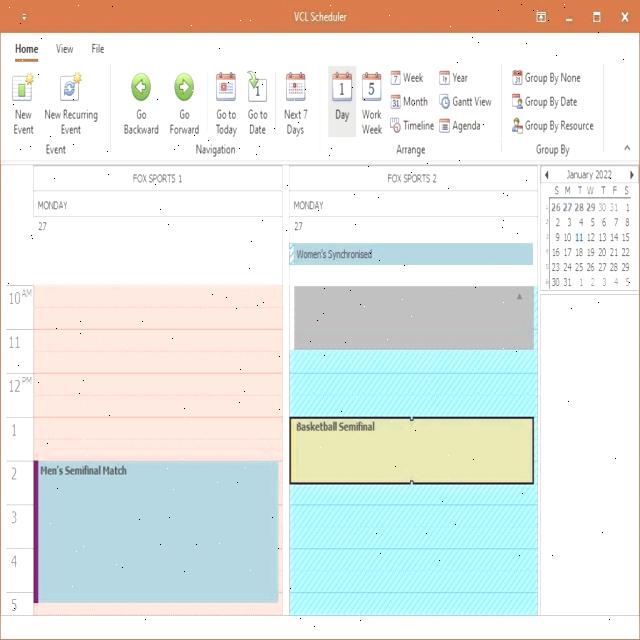 VCL Scheduler
Home View File
New Event
New Recurring Event
Event
Go Backward
Go Forward
Go to Today
Go to Date
Next 7 Days
Navigation
1
Day
5
Work Week
7 Week
31 Month
Timeline
Year
Gantt View
Agenda
Arrange
Group By None
Group By Date
Group By Resource
Group By
FOX SPORTS 1
FOX SPORTS 2
MONDAY
MONDAY
27
27
Women's Synchronised
10 AM
11
12 PM
1
Basketball Semifinal
2
Men's Semifinal Match
3
4
5
January 2022
S M T W T F S
26 27 28 29 30 31 1
2 3 4 5 6 7 8
9 10 11 12 13 14 15
16 17 18 19 20 21 22
23 24 25 26 27 28 29
30 31 1 2 3 4 5